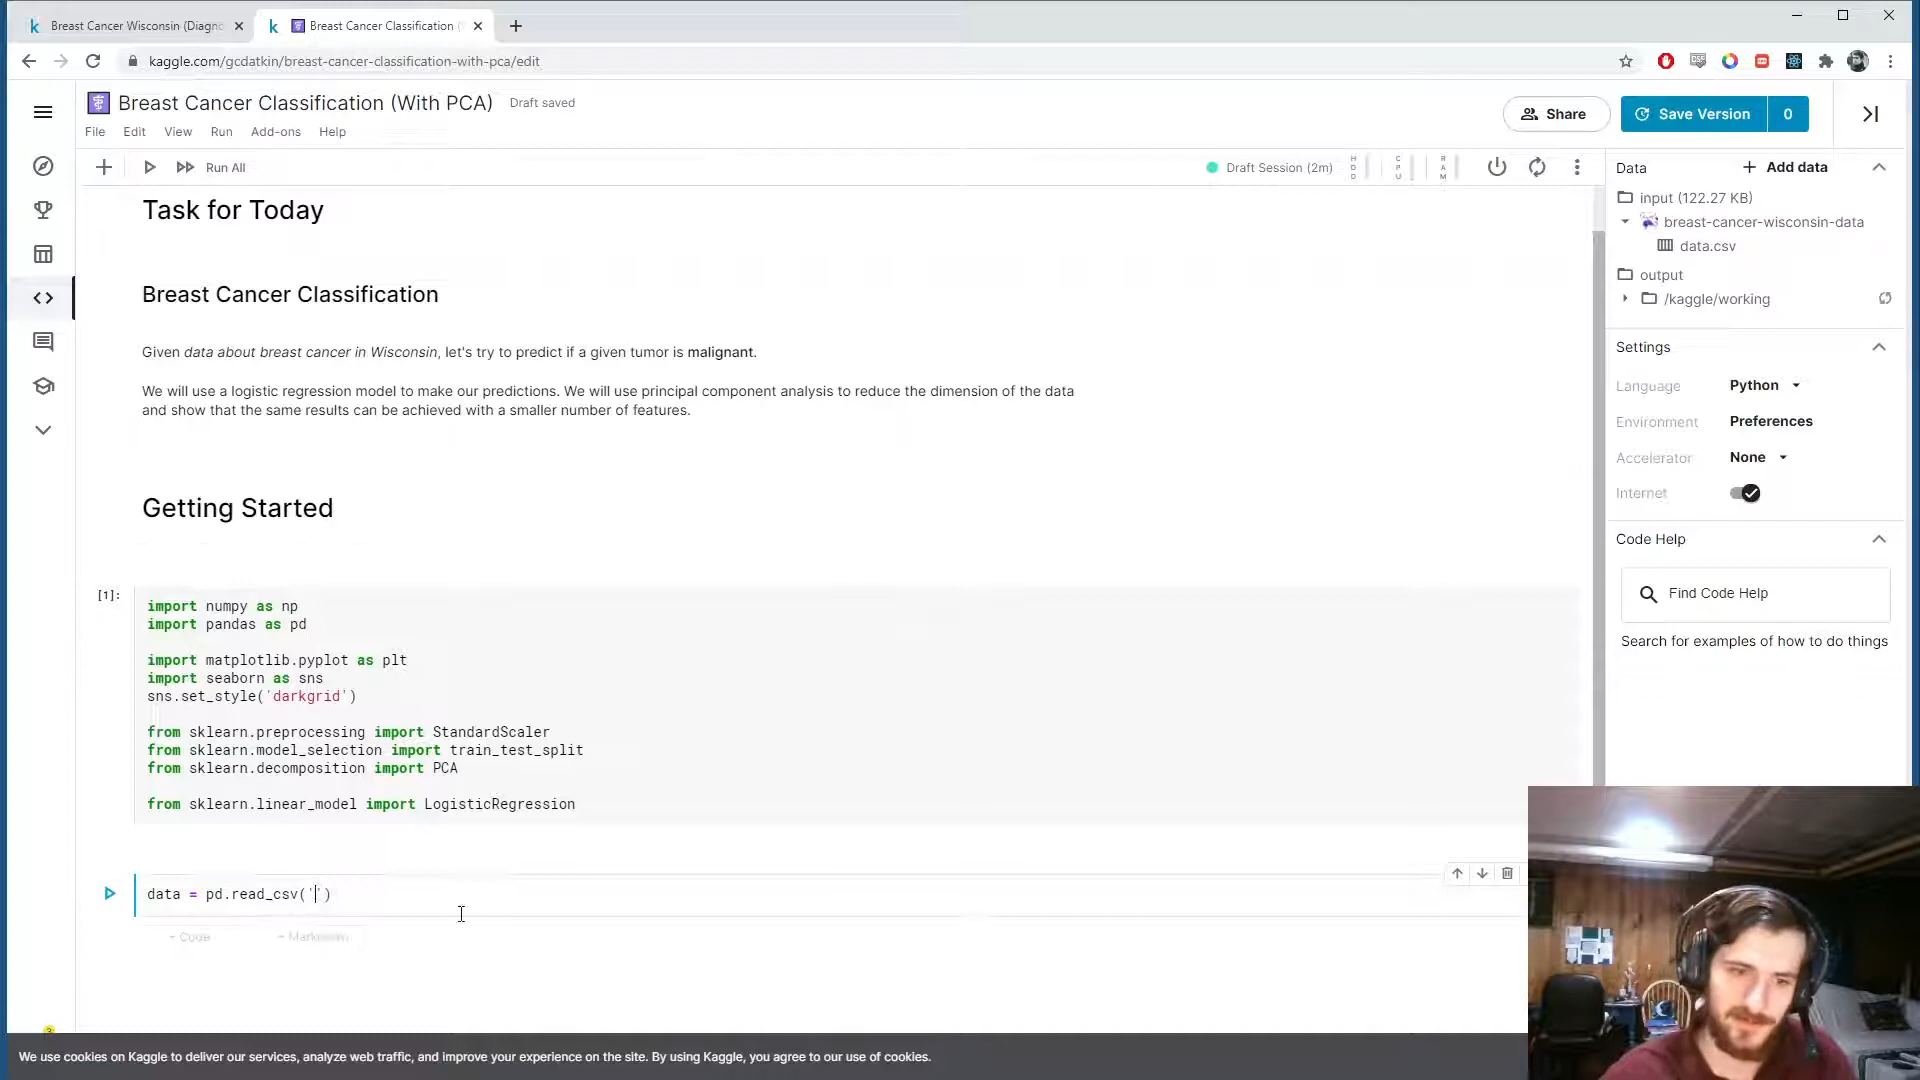 Breast Cancer Wisconsin (Diagno
Breast Cancer Classification (
kaggle.com/gcdatkin/breast-cancer-classification-with-pca/edit
Breast Cancer Classification (With PCA)
Draft saved
Share
Save Version
0
File Edit View Run Add-ons Help
Run All
Draft Session (2m)
HDD
CPU
RAM
Task for Today
Breast Cancer Classification
Given data about breast cancer in Wisconsin, let's try to predict if a given tumor is malignant.
We will use a logistic regression model to make our predictions. We will use principal component analysis to reduce the dimension of the data
and show that the same results can be achieved with a smaller number of features.
Getting Started
[1]:
import numpy as np
import pandas as pd
import matplotlib.pyplot as plt
import seaborn as sns
sns.set_style('darkgrid')
from sklearn.preprocessing import StandardScaler
from sklearn.model_selection import train_test_split
from sklearn.decomposition import PCA
from sklearn.linear_model import LogisticRegression
data = pd.read_csv('')
+ Code
+ Markdown
Data
+ Add data
input (122.27 KB)
breast-cancer-wisconsin-data
data.csv
output
/kaggle/working
Settings
Language Python
Environment Preferences
Accelerator None
Internet
Code Help
Find Code Help
Search for examples of how to do things
We use cookies on Kaggle to deliver our services, analyze web traffic, and improve your experience on the site. By using Kaggle, you agree to our use of cookies.